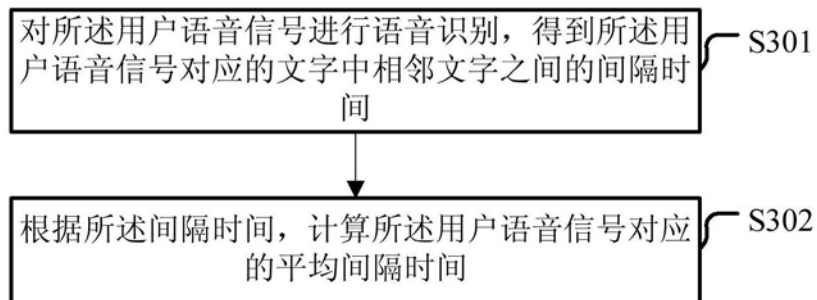 对所述用户语音信号进行语音识别，得到所述用
户语音信号对应的文字中相邻文字之间的间隔时
间
S301
根据所述间隔时间，计算所述用户语音信号对应
的平均间隔时间
S302